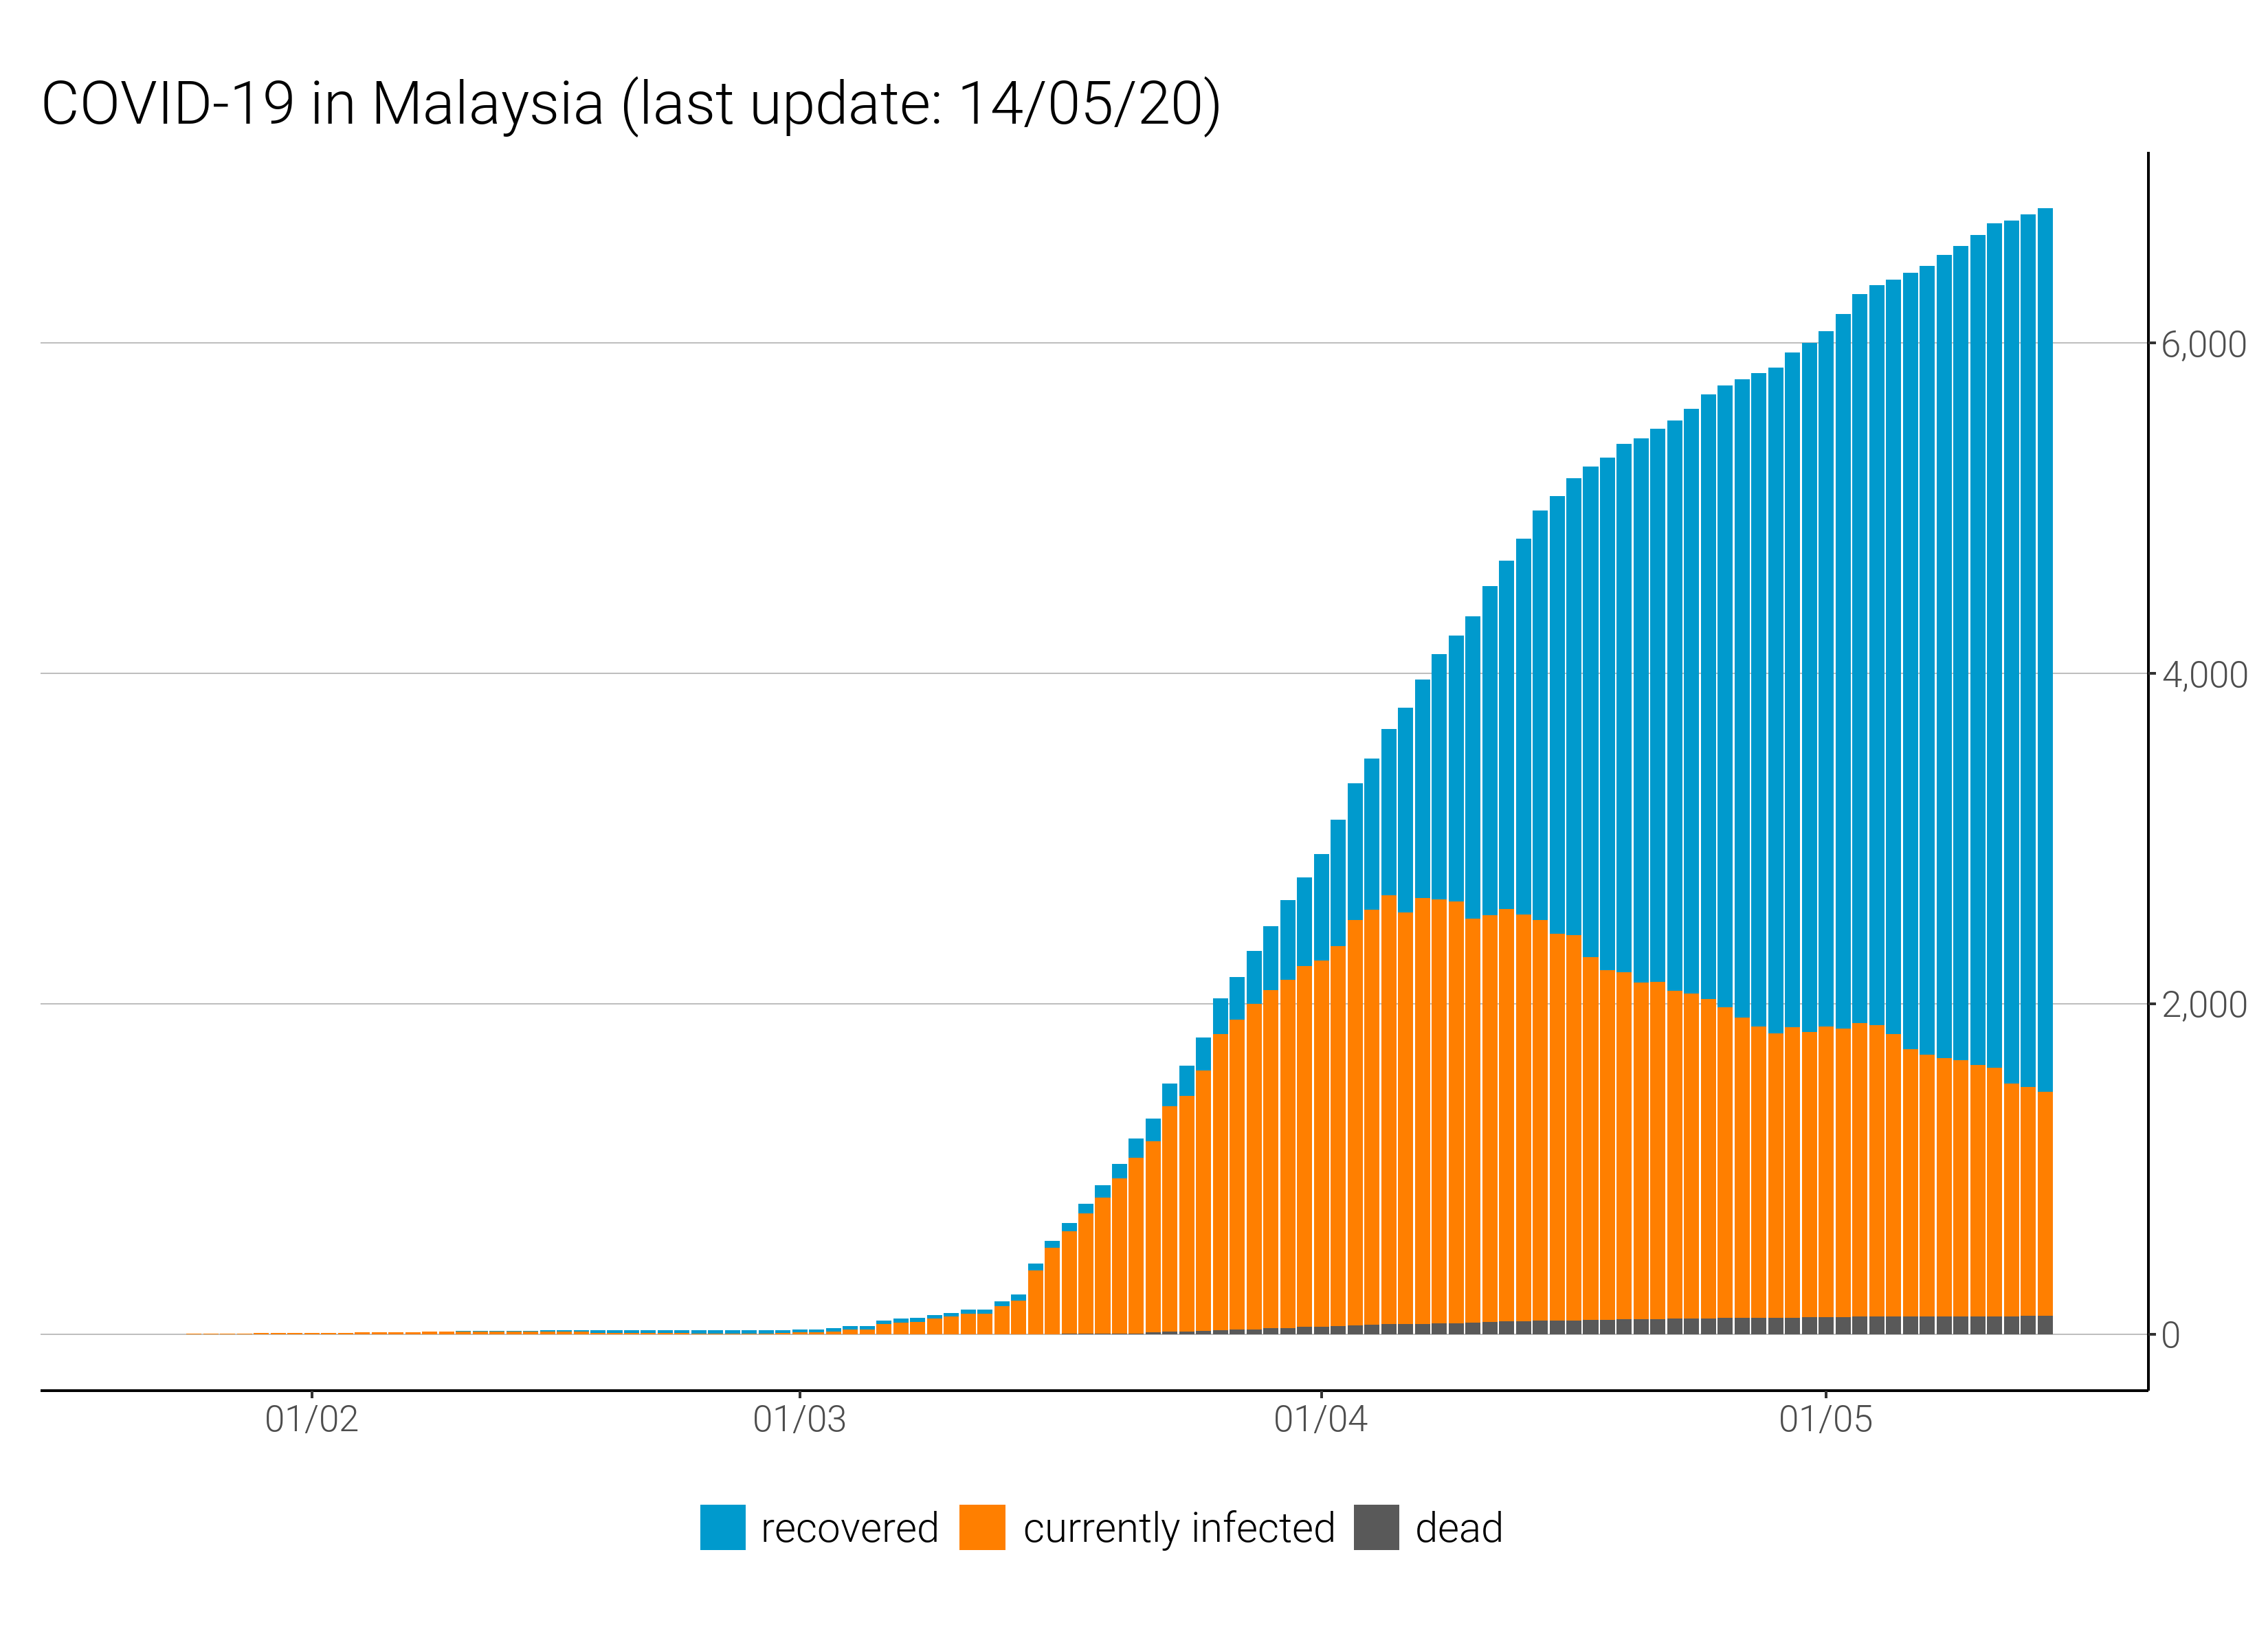 COVID-19 in Malaysia (last update: 14/05/20)
6,000
4,000
2,000
0
01/02 01/03 01/04 01/05
recovered currently infected dead